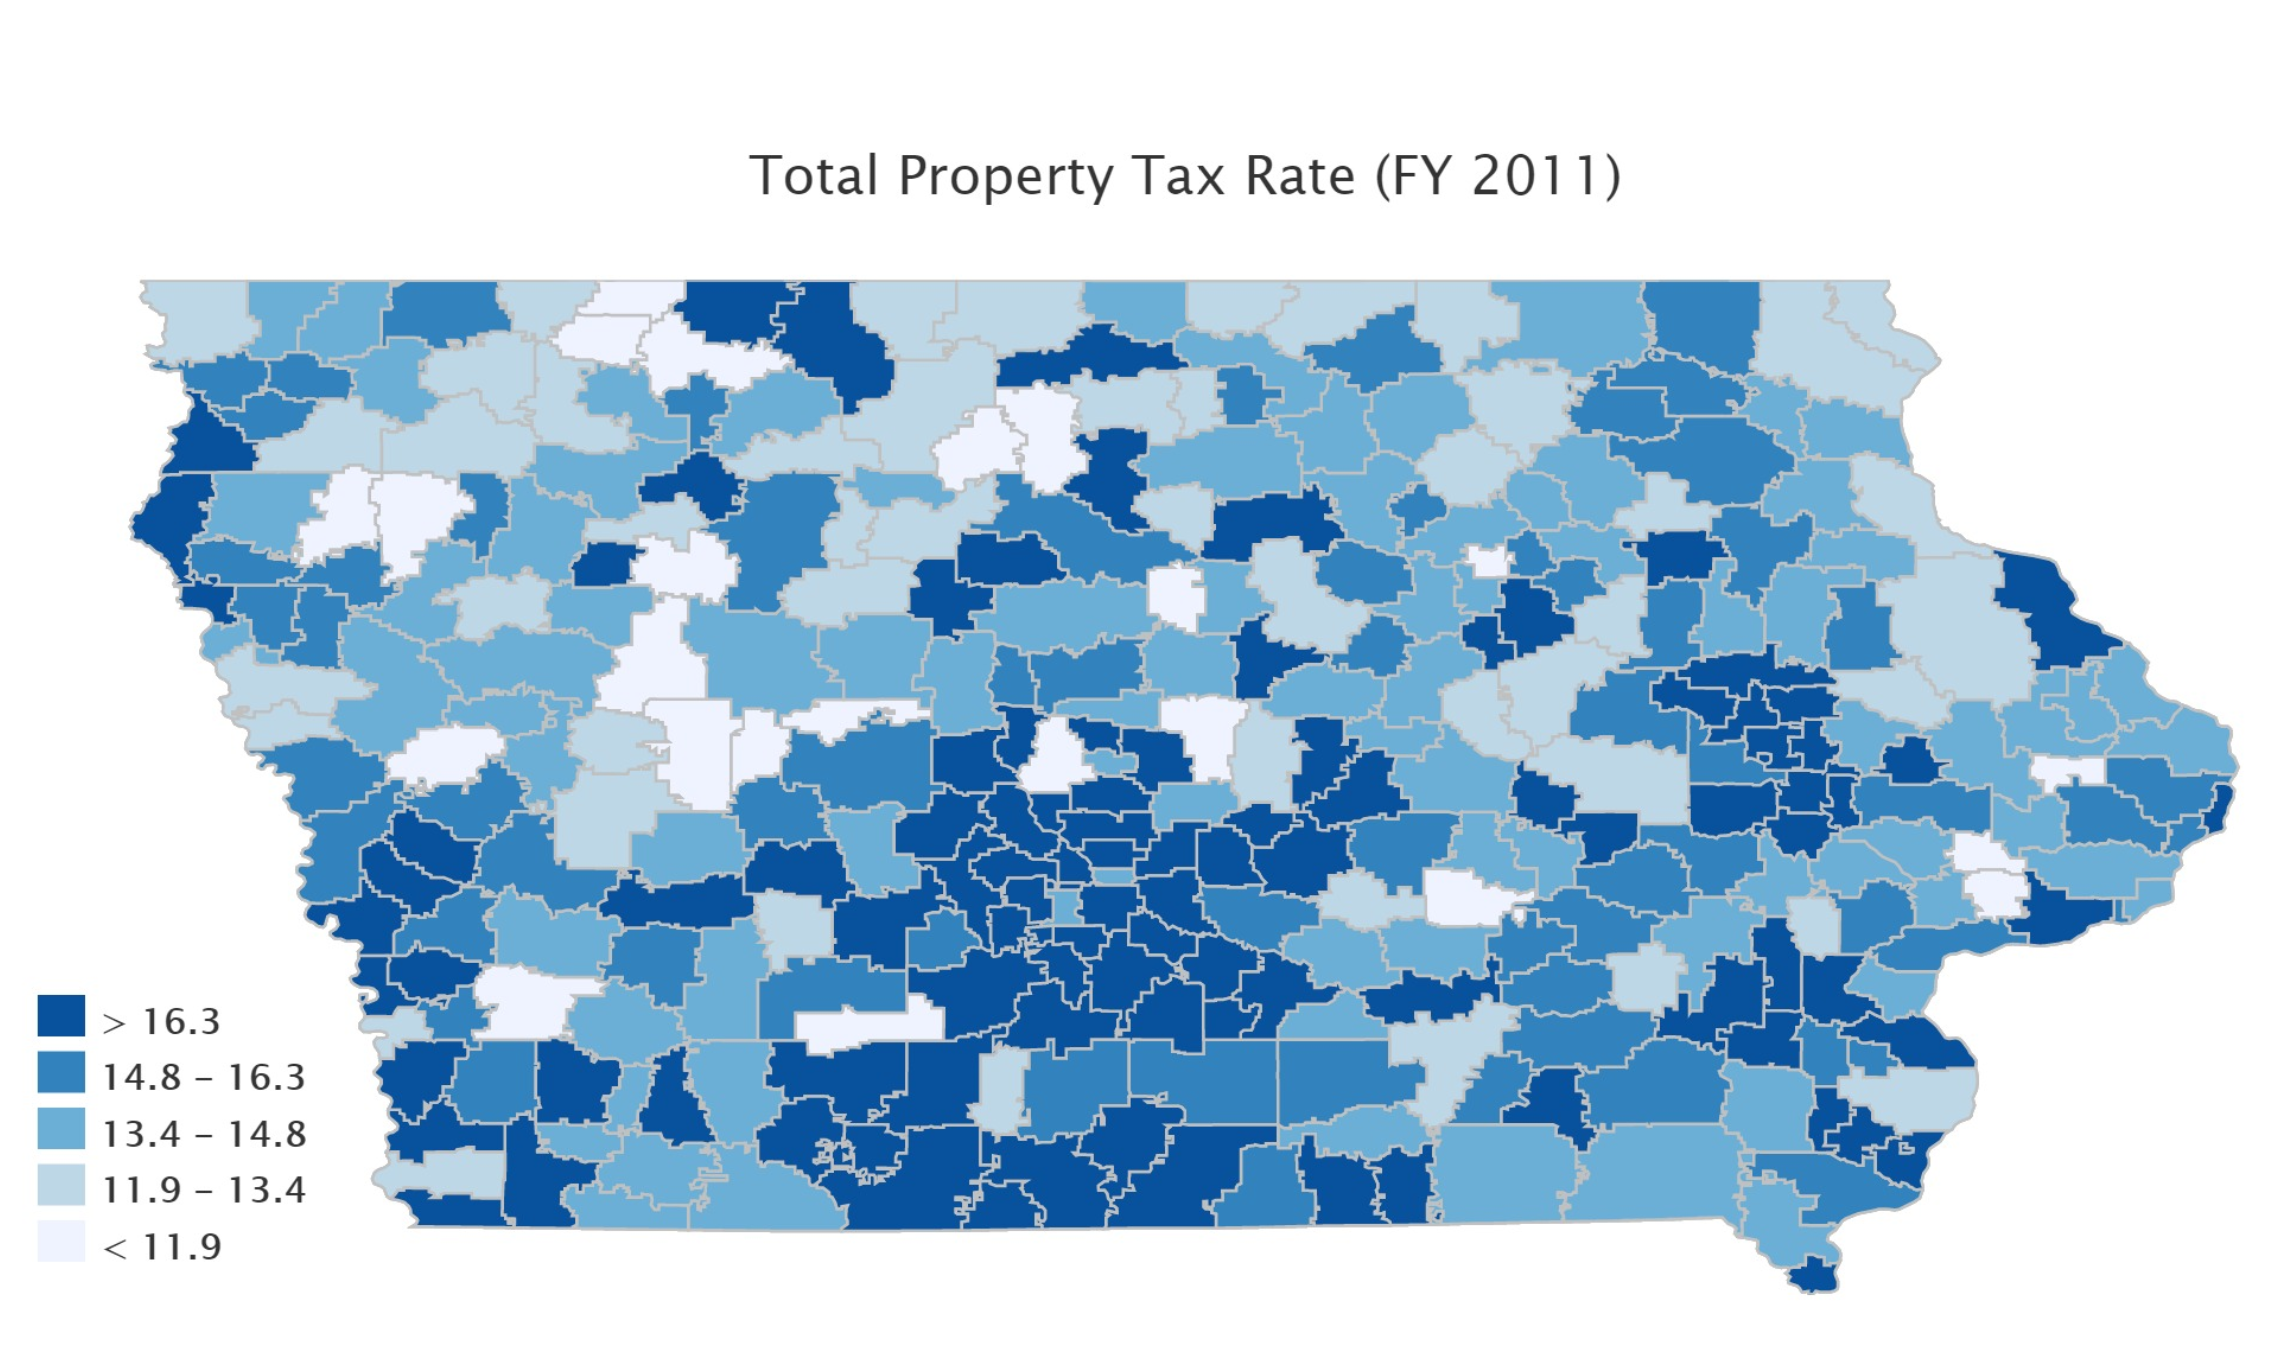 Total Property Tax Rate (FY 2011)
> 16.3
14.8 – 16.3
13.4 – 14.8
11.9 – 13.4
< 11.9